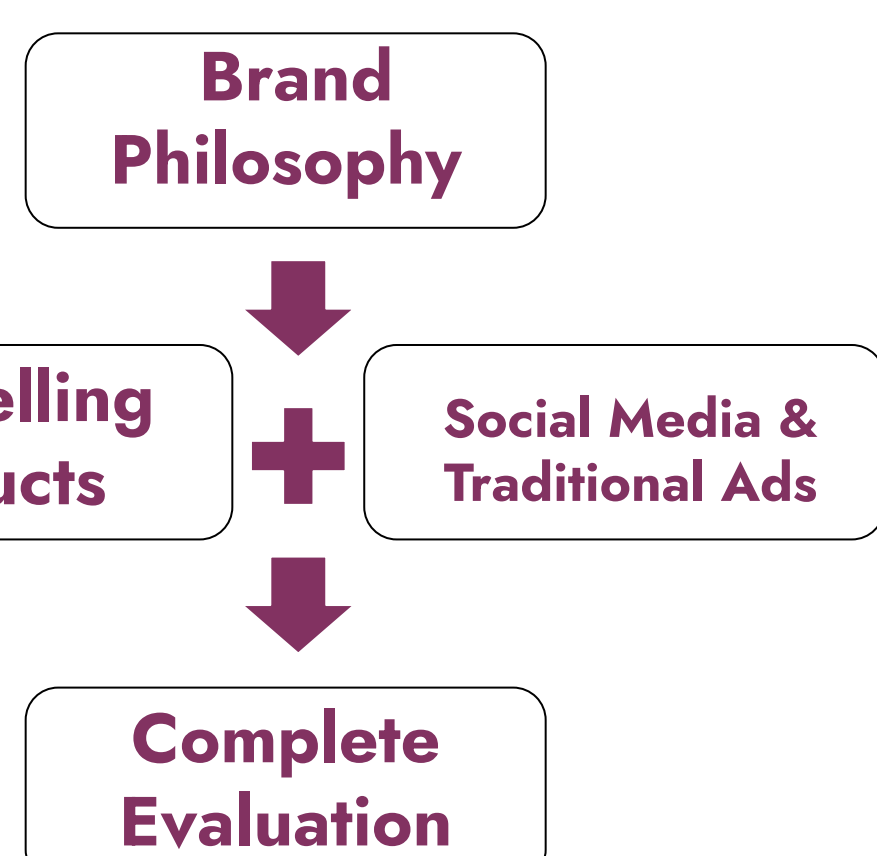 Brand
Philosophy
elling
ucts
Social Media &
Traditional Ads
Complete
Evaluation